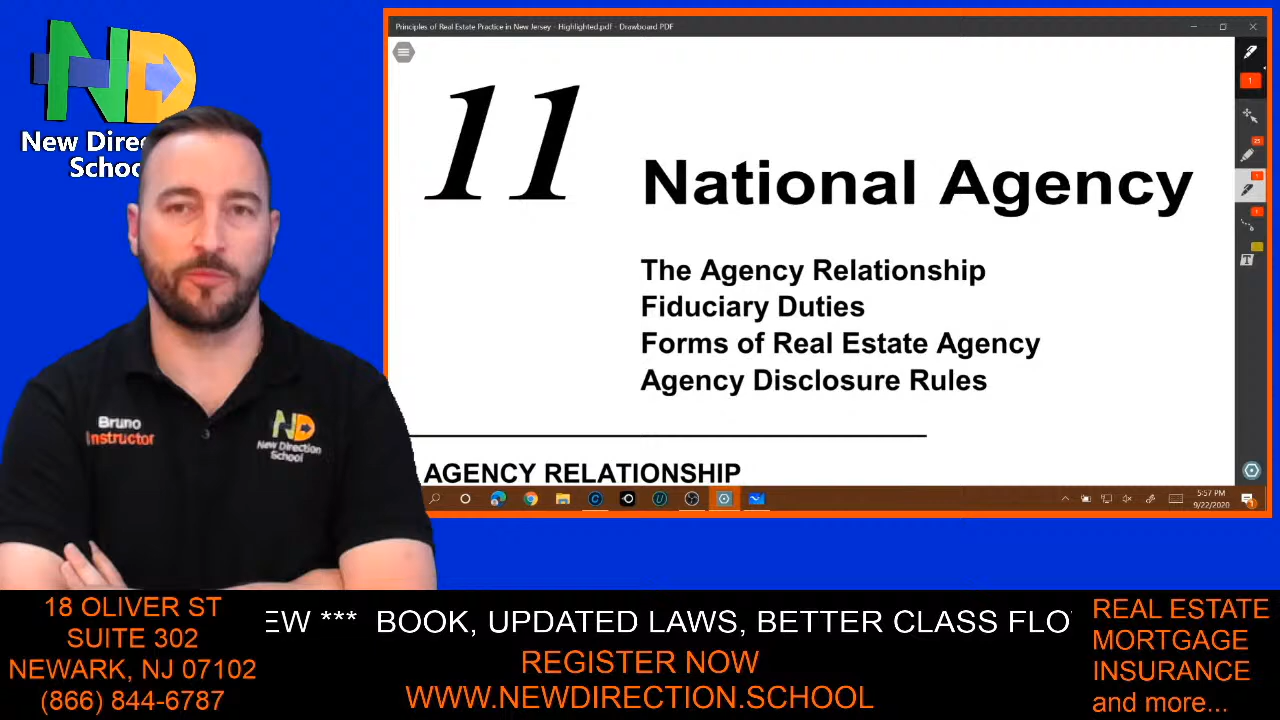 New Direc
Schoo
Principles of Real Estate Practice in New Jersey - Highlighted.pdf - Drawboard PDF
11
National Agency
The Agency Relationship
Fiduciary Duties
Forms of Real Estate Agency
Agency Disclosure Rules
AGENCY RELATIONSHIP
Bruno
Instructor
ND
New Direction
School
5:57 PM
9/22/2020
18 OLIVER ST
SUITE 302
NEWARK, NJ 07102
(866) 844-6787
EW *** BOOK, UPDATED LAWS, BETTER CLASS FLO
REGISTER NOW
WWW.NEWDIRECTION.SCHOOL
REAL ESTATE
MORTGAGE
INSURANCE
and more...